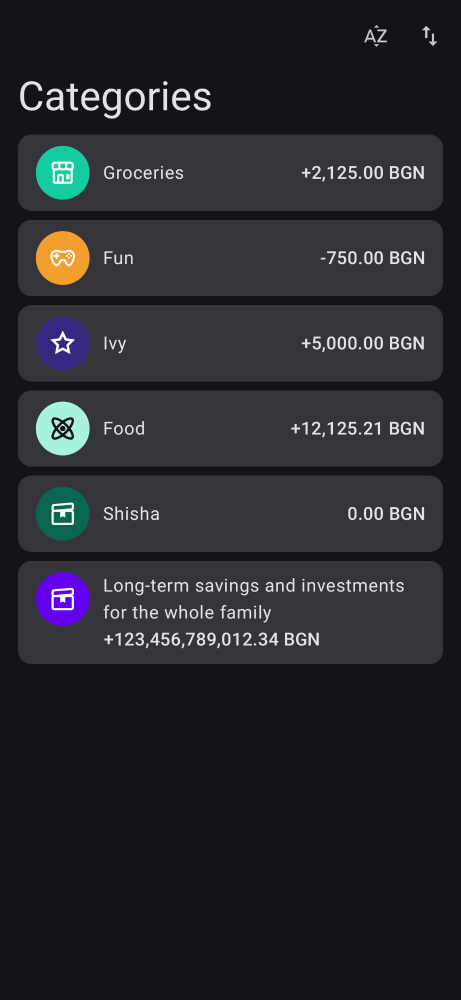 AZ
Categories
Groceries +2,125.00 BGN
Fun -750.00 BGN
Ivy +5,000.00 BGN
Food +12,125.21 BGN
Shisha 0.00 BGN
Long-term savings and investments
for the whole family
+123,456,789,012.34 BGN